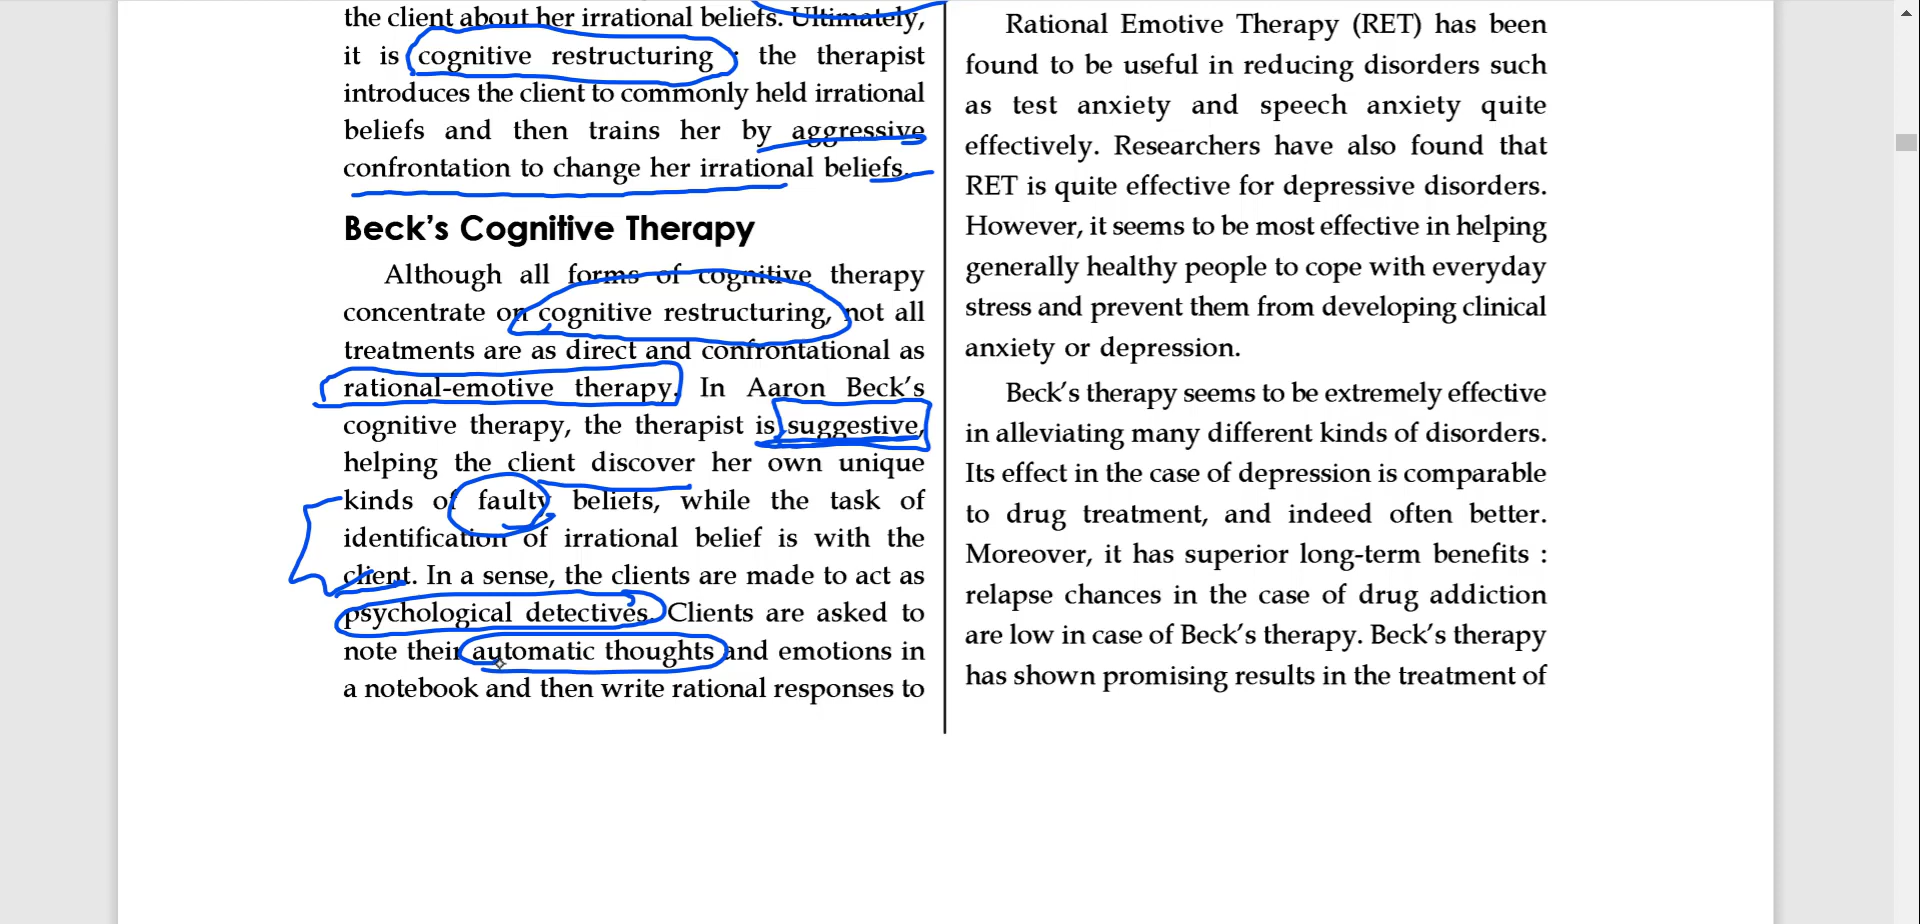 the client about her irrational beliefs. Ultimately,
it is cognitive restructuring : the therapist
introduces the client to commonly held irrational
beliefs and then trains her by aggressive
confrontation to change her irrational beliefs.
Beck's Cognitive Therapy
Although all forms of cognitive therapy
concentrate on cognitive restructuring, not all
treatments are as direct and confrontational as
rational-emotive therapy. In Aaron Beck's
cognitive therapy, the therapist is suggestive,
helping the client discover her own unique
kinds of faulty beliefs, while the task of
identification of irrational belief is with the
client. In a sense, the clients are made to act as
psychological detectives. Clients are asked to
note their automatic thoughts and emotions in
a notebook and then write rational responses to
Rational Emotive Therapy (RET) has been
found to be useful in reducing disorders such
as test anxiety and speech anxiety quite
effectively. Researchers have also found that
RET is quite effective for depressive disorders.
However, it seems to be most effective in helping
generally healthy people to cope with everyday
stress and prevent them from developing clinical
anxiety or depression.
Beck's therapy seems to be extremely effective
in alleviating many different kinds of disorders.
Its effect in the case of depression is comparable
to drug treatment, and indeed often better.
Moreover, it has superior long-term benefits :
relapse chances in the case of drug addiction
are low in case of Beck's therapy. Beck's therapy
has shown promising results in the treatment of